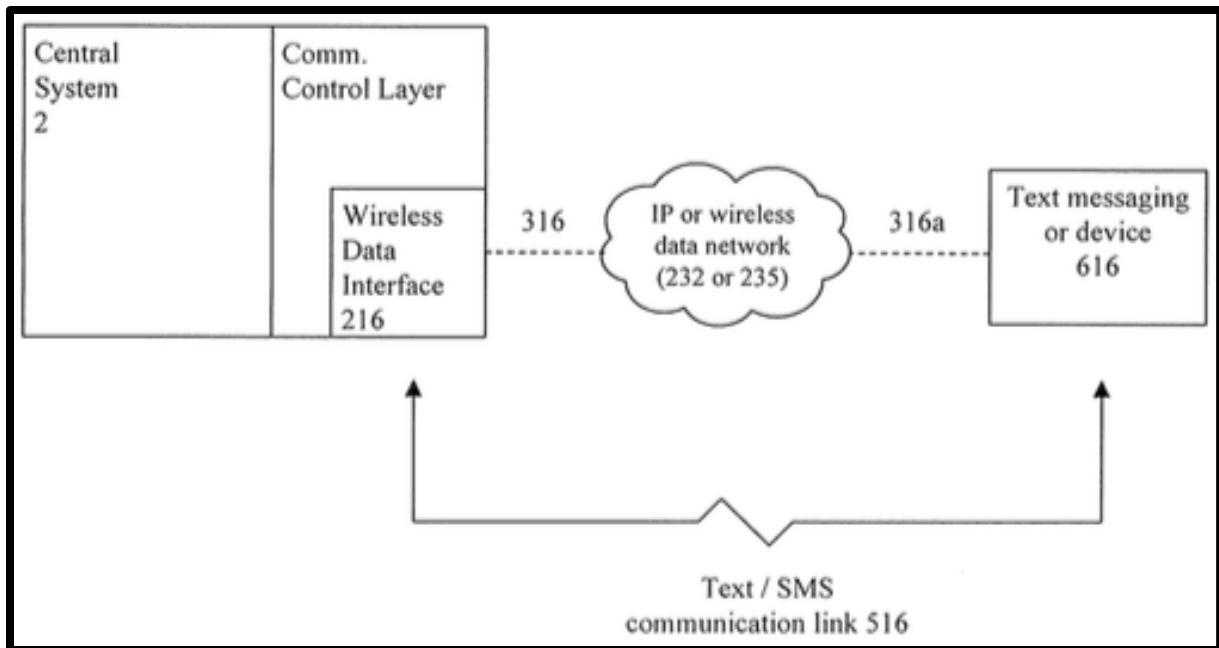 Central
System
2
Comm.
Control Layer
Wireless
Data
Interface
216
316
IP or wireless
data network
(232 or 235)
316a
Text messaging
or device
616
Text / SMS
communication link 516